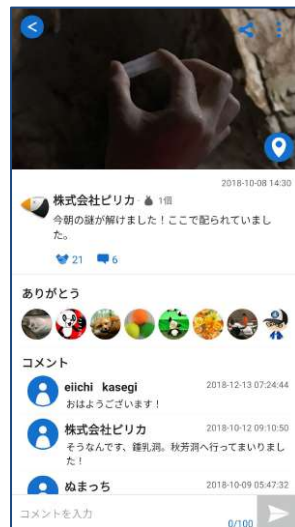 2018-10-08 14:30
株式会社ピリカ 1個
今朝の謎が解けました！ここで配られていまし
た。
21 6
ありがとう
コメント
eiichi kasegi 2018-12-13 07:24:44
おはようございます！
株式会社ピリカ 2018-10-12 09:10:50
そうなんです、鐘乳洞。秋芳洞へ行ってまいりまし
た！
ぬまっち 2018-10-09 05:47:32
コメントを入力 0/100